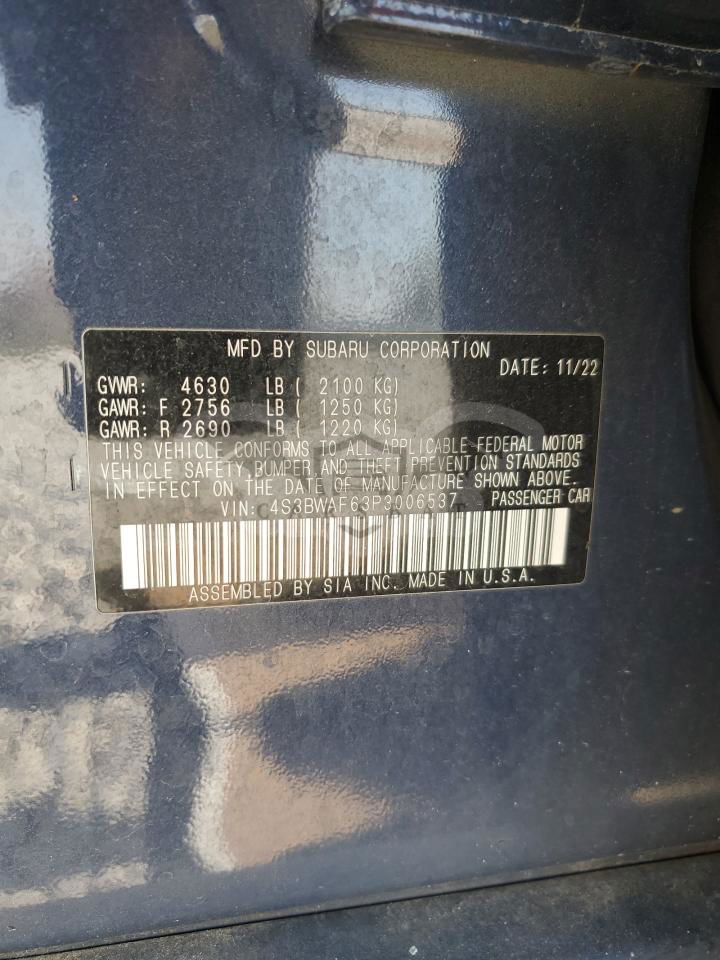 MFD BY SUBARU CORPORATION
DATE: 11/22
GVWR: 4630 LB ( 2100 KG)
GAWR: F 2756 LB ( 1250 KG)
GAWR: R 2690 LB ( 1220 KG)
THIS VEHICLE CONFORMS TO ALL APPLICABLE FEDERAL MOTOR
VEHICLE SAFETY, BUMPER, AND THEFT PREVENTION STANDARDS
IN EFFECT ON THE DATE OF MANUFACTURE SHOWN ABOVE.
VIN: 4S3BWAF63P3006537 PASSENGER CAR
ASSEMBLED BY SIA INC. MADE IN U.S.A.